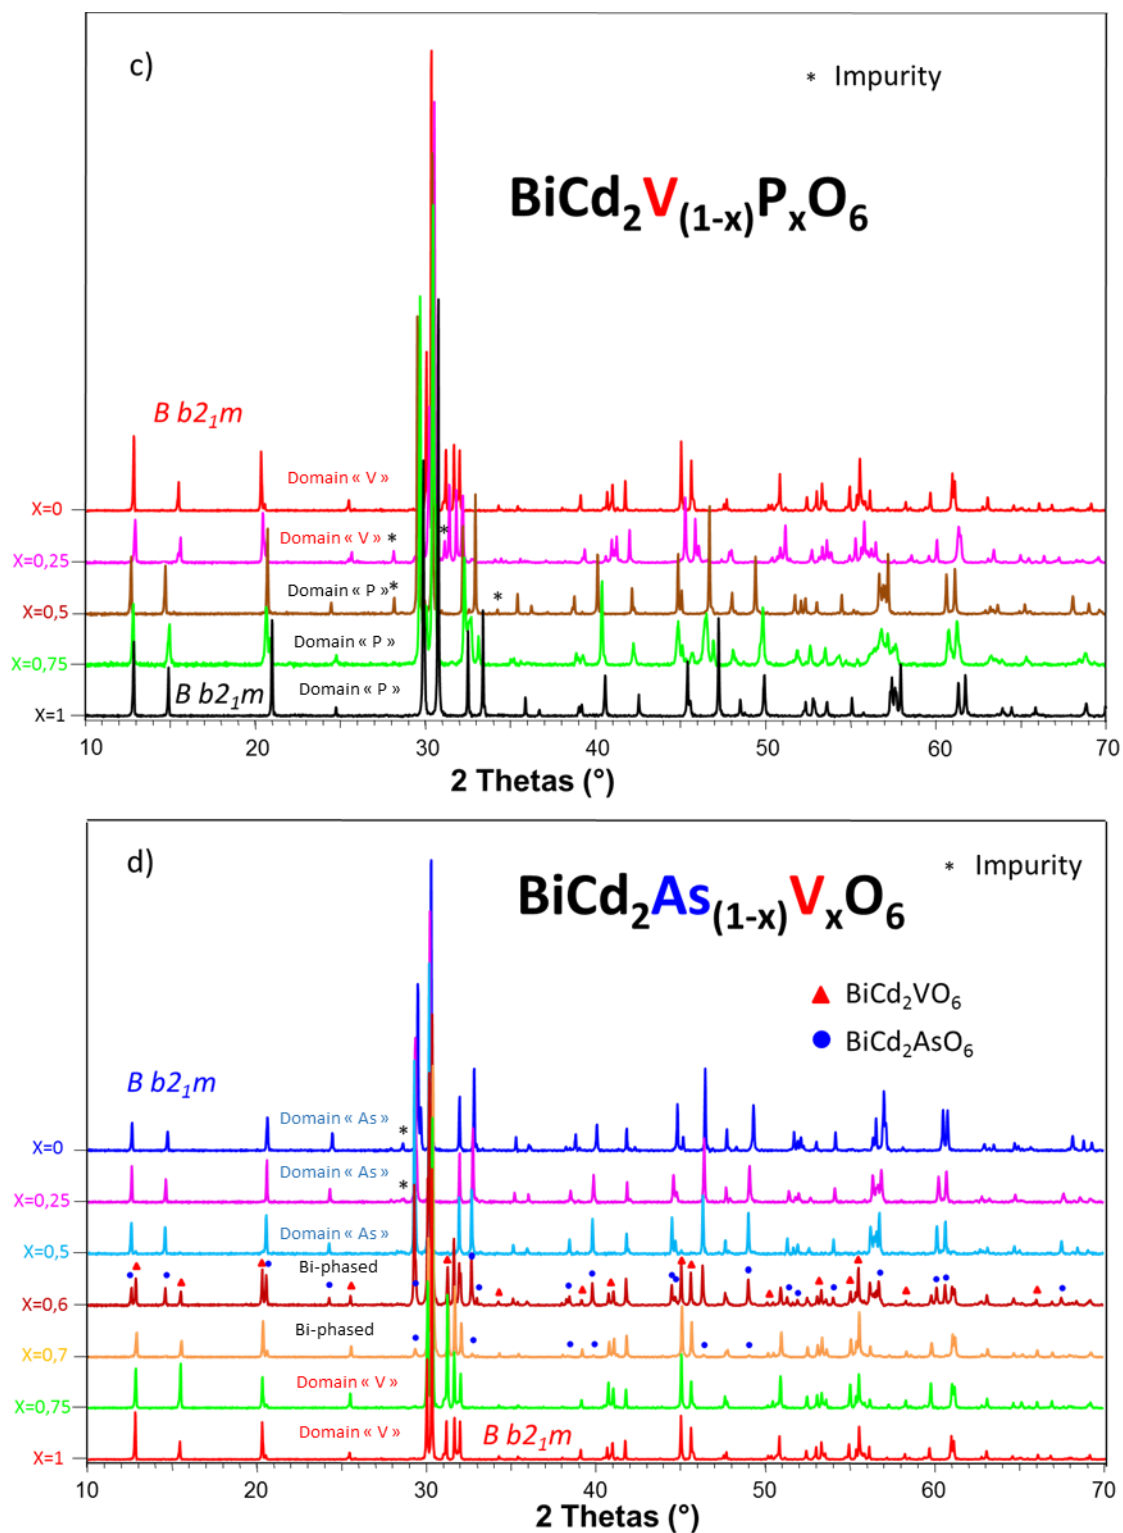 c)
* Impurity
BiCd₂V₍₁₋ₓ₎PₓO₆
B b2₁m
Domain « V »
X=0
Domain « V »
*
*
X=0,25
Domain « P »
*
*
X=0,5
Domain « P »
X=0,75
B b2₁m
Domain « P »
X=1
10 20 30 40 50 60 70
2 Thetas (°)
d)
* Impurity
BiCd₂As₍₁₋ₓ₎VₓO₆
BiCd₂VO₆
BiCd₂AsO₆
B b2₁m
Domain « As »
*
X=0
Domain « As »
*
X=0,25
Domain « As »
X=0,5
Bi-phased
X=0,6
Bi-phased
X=0,7
Domain « V »
X=0,75
Domain « V »
B b2₁m
X=1
10 20 30 40 50 60 70
2 Thetas (°)